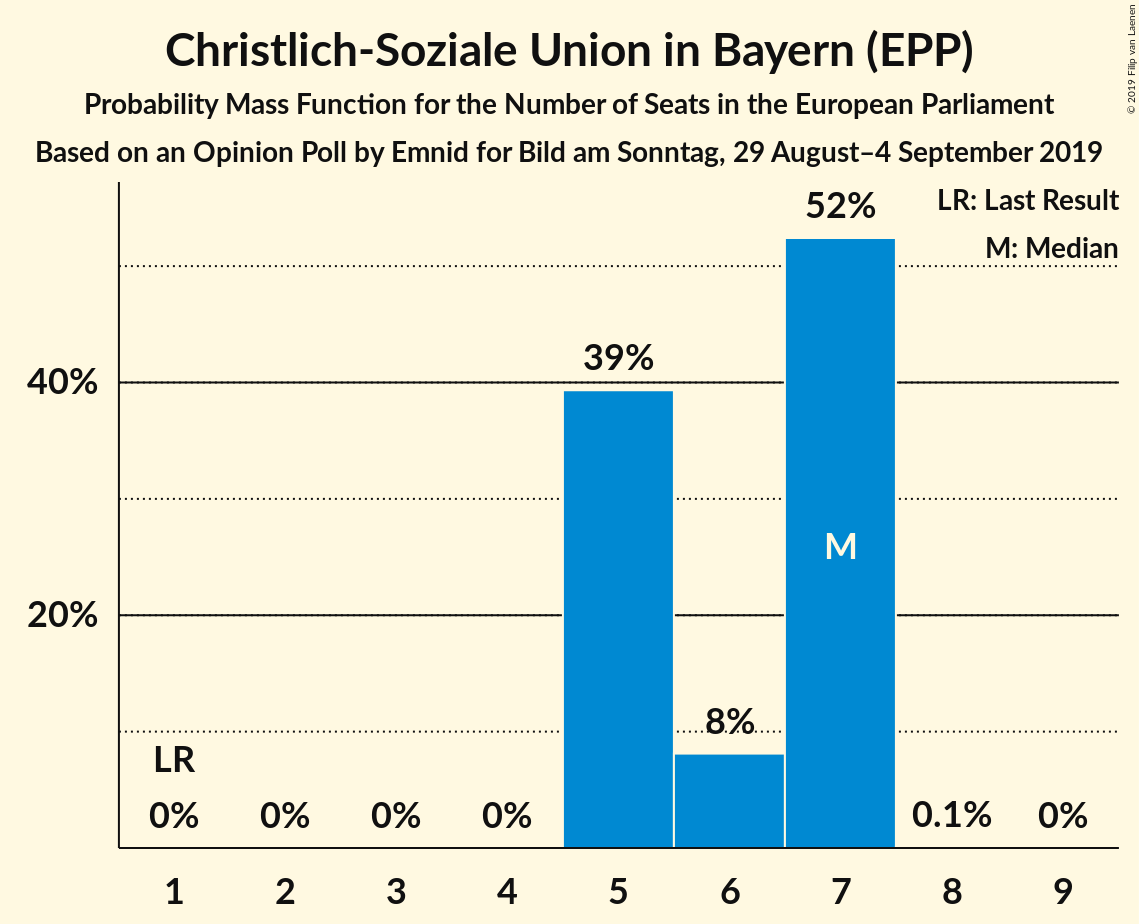 Christlich-Soziale Union in Bayern (EPP)
Probability Mass Function for the Number of Seats in the European Parliament
Based on an Opinion Poll by Emnid for Bild am Sonntag, 29 August–4 September 2019
© 2019 Filip van Laenen
LR: Last Result
M: Median
52%
39%
40%
M
20%
8%
LR
0% 0% 0% 0% 0.1% 0%
1 2 3 4 5 6 7 8 9